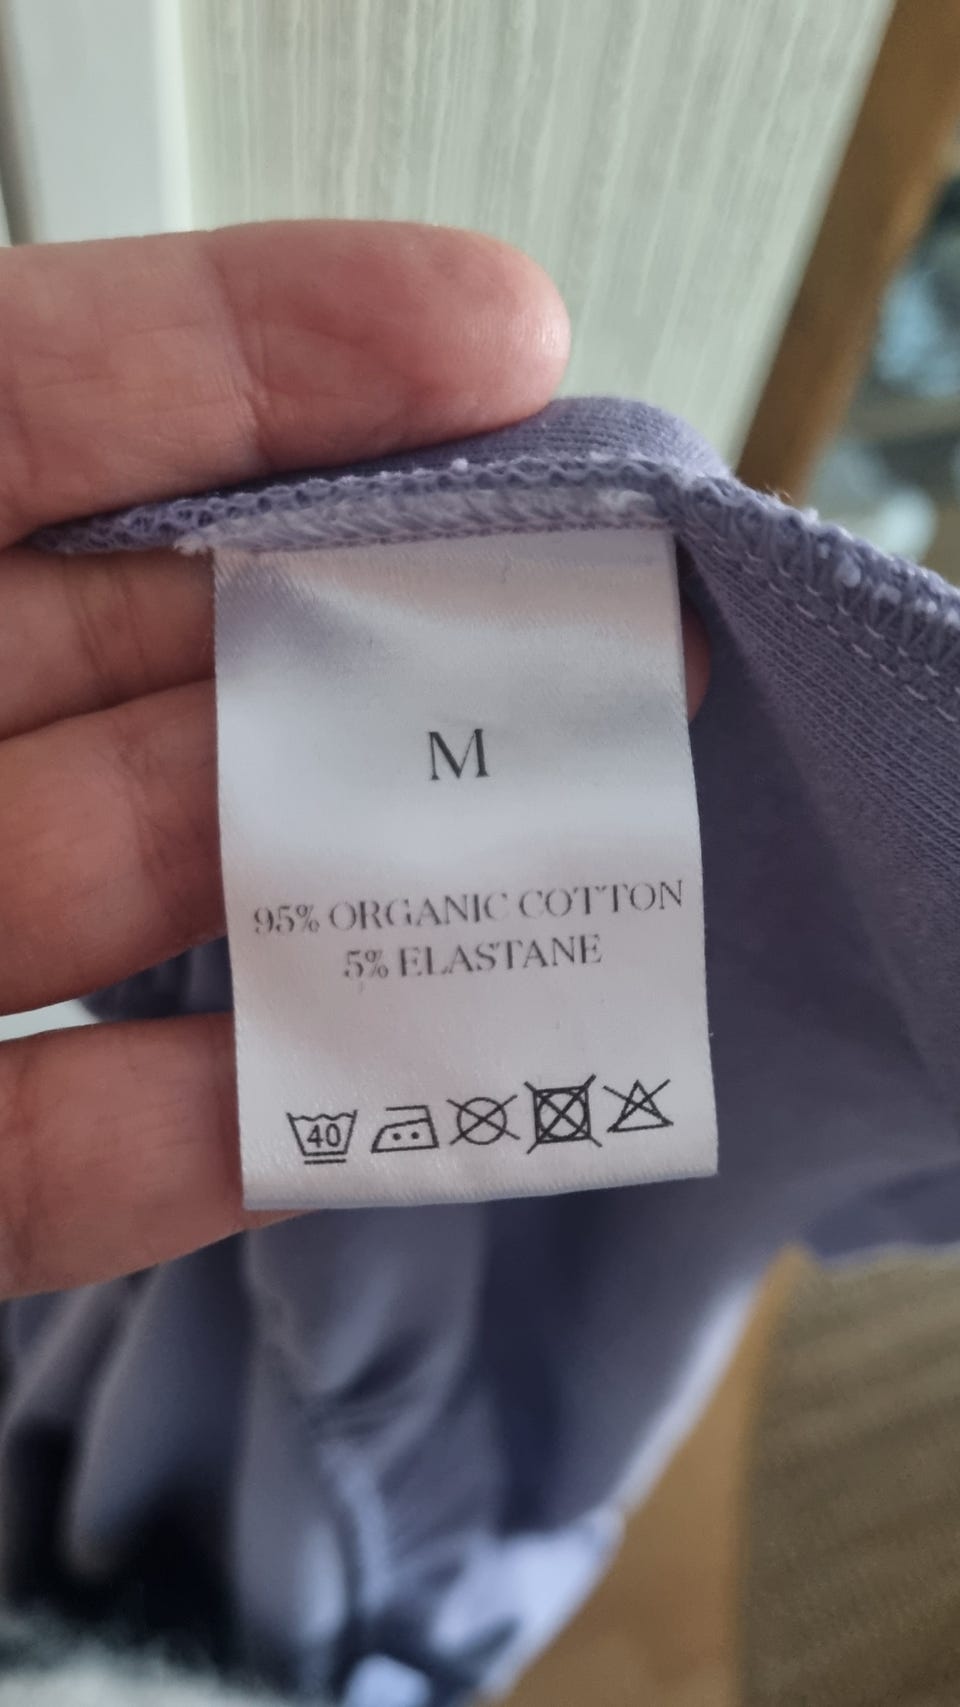 M
95% ORGANIC COTTON
5% ELASTANE
40